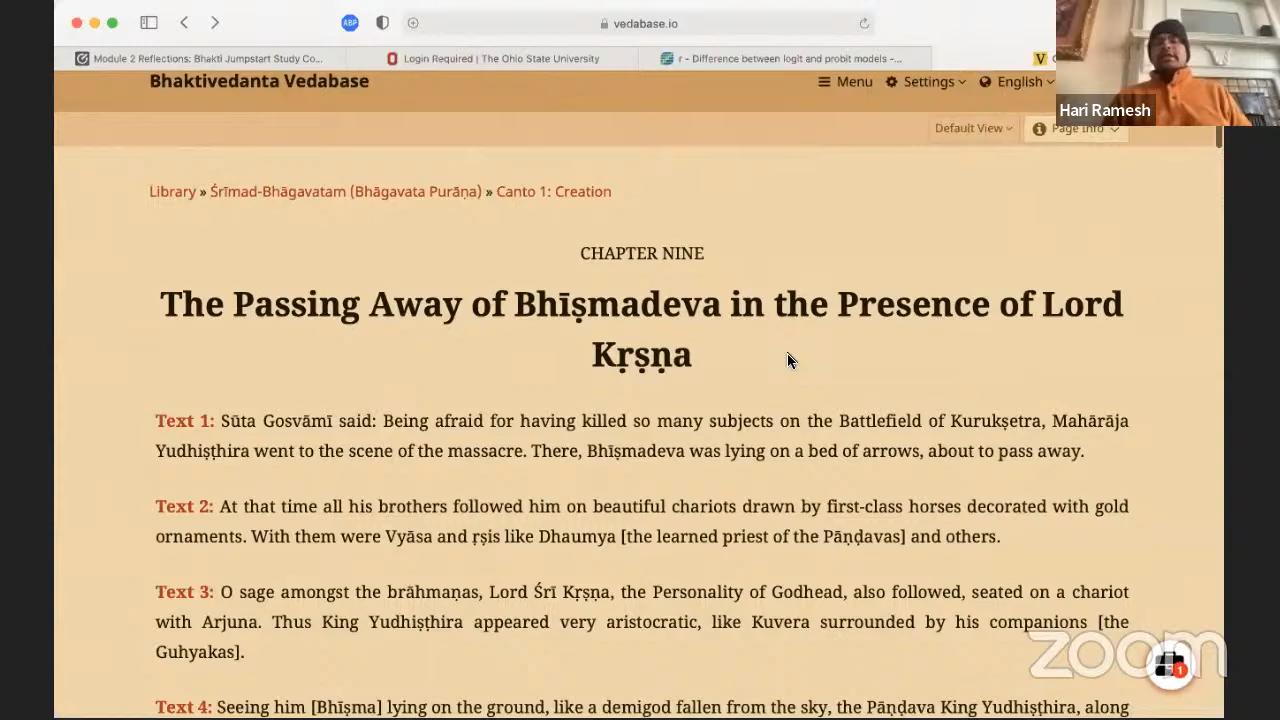 ABP
vedabase.io
Module 2 Reflections: Bhakti Jumpstart Study Co...
Login Required | The Ohio State University
r - Difference between logit and probit models -...
V
Bhaktivedanta Vedabase
Menu
Settings
English
Hari Ramesh
Default View
Page Info
Library » Śrīmad-Bhāgavatam (Bhāgavata Purāṇa) » Canto 1: Creation
CHAPTER NINE
The Passing Away of Bhīṣmadeva in the Presence of Lord
Kṛṣṇa
Text 1: Sūta Gosvāmī said: Being afraid for having killed so many subjects on the Battlefield of Kurukṣetra, Mahārāja
Yudhiṣṭhira went to the scene of the massacre. There, Bhīṣmadeva was lying on a bed of arrows, about to pass away.
Text 2: At that time all his brothers followed him on beautiful chariots drawn by first-class horses decorated with gold
ornaments. With them were Vyāsa and ṛṣis like Dhaumya [the learned priest of the Pāṇḍavas] and others.
Text 3: O sage amongst the brāhmaṇas, Lord Śrī Kṛṣṇa, the Personality of Godhead, also followed, seated on a chariot
with Arjuna. Thus King Yudhiṣṭhira appeared very aristocratic, like Kuvera surrounded by his companions [the
Guhyakas].
zoom
1
Text 4: Seeing him [Bhīṣma] lying on the ground, like a demigod fallen from the sky, the Pāṇḍava King Yudhiṣṭhira, along